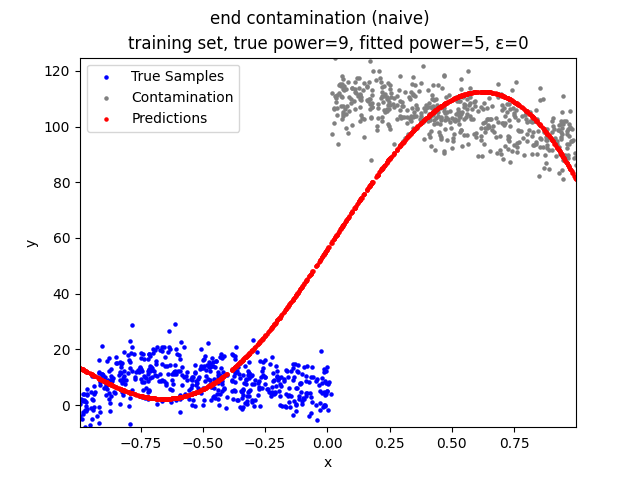 end contamination (naive)
training set, true power=9, fitted power=5, ε=0
True Samples
Contamination
Predictions
y
120
100
80
60
40
20
0
−0.75
−0.50
−0.25
0.00
0.25
0.50
0.75
x